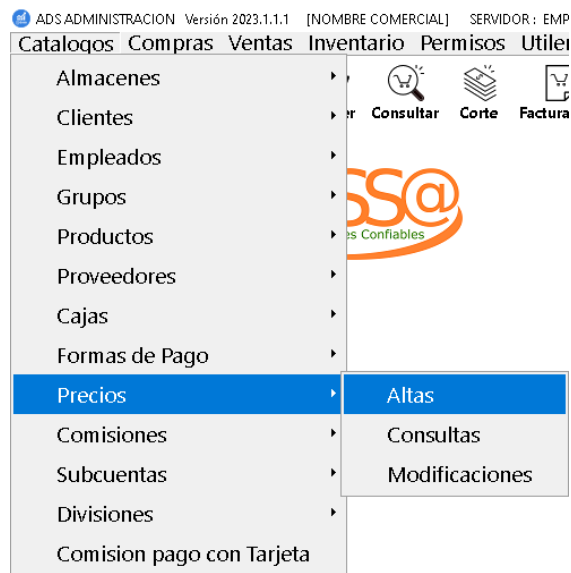 ADS ADMINISTRACION Versión 2023.1.1.1 [NOMBRE COMERCIAL] SERVIDOR : EMP
Catalogos Compras Ventas Inventario Permisos Utiler
Almacenes
Consultar Corte Factura
Clientes
Empleados
Grupos
SS@
Productos
es Confiables
Proveedores
Cajas
Formas de Pago
Precios
Altas
Comisiones
Consultas
Subcuentas
Modificaciones
Divisiones
Comision pago con Tarjeta